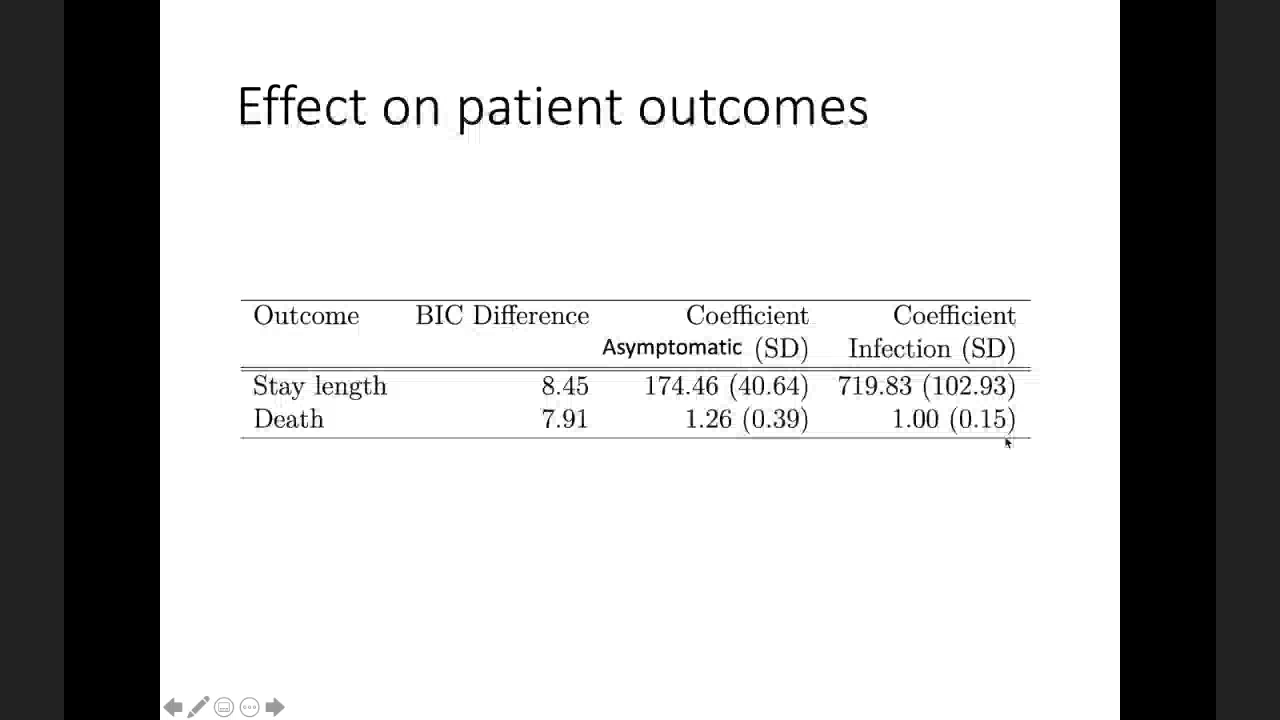 Effect on patient outcomes
Outcome BIC Difference Coefficient Coefficient
Asymptomatic (SD) Infection (SD)
Stay length 8.45 174.46 (40.64) 719.83 (102.93)
Death 7.91 1.26 (0.39) 1.00 (0.15)